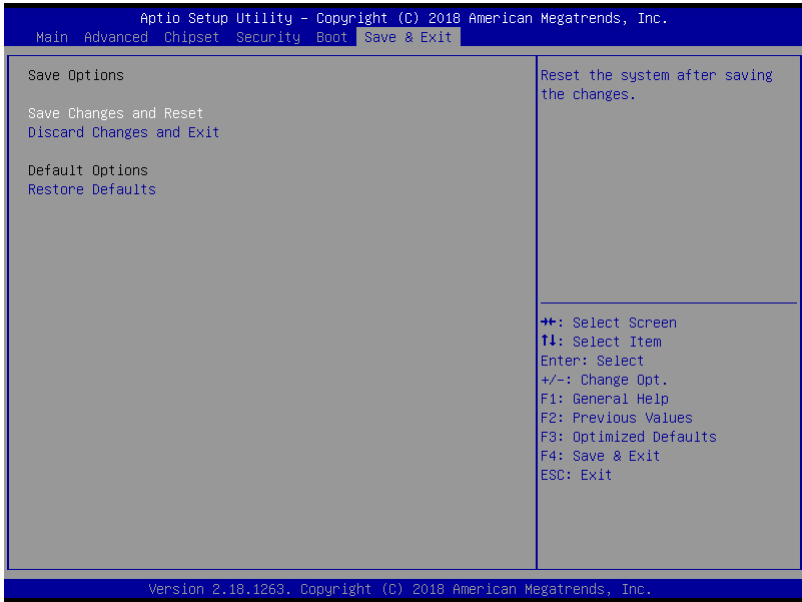 Aptio Setup Utility – Copyright (C) 2018 American Megatrends, Inc.
Main Advanced Chipset Security Boot Save & Exit
Save Options
Save Changes and Reset
Discard Changes and Exit
Default Options
Restore Defaults
Reset the system after saving
the changes.
→←: Select Screen
↑↓: Select Item
Enter: Select
+/-: Change Opt.
F1: General Help
F2: Previous Values
F3: Optimized Defaults
F4: Save & Exit
ESC: Exit
Version 2.18.1263. Copyright (C) 2018 American Megatrends, Inc.